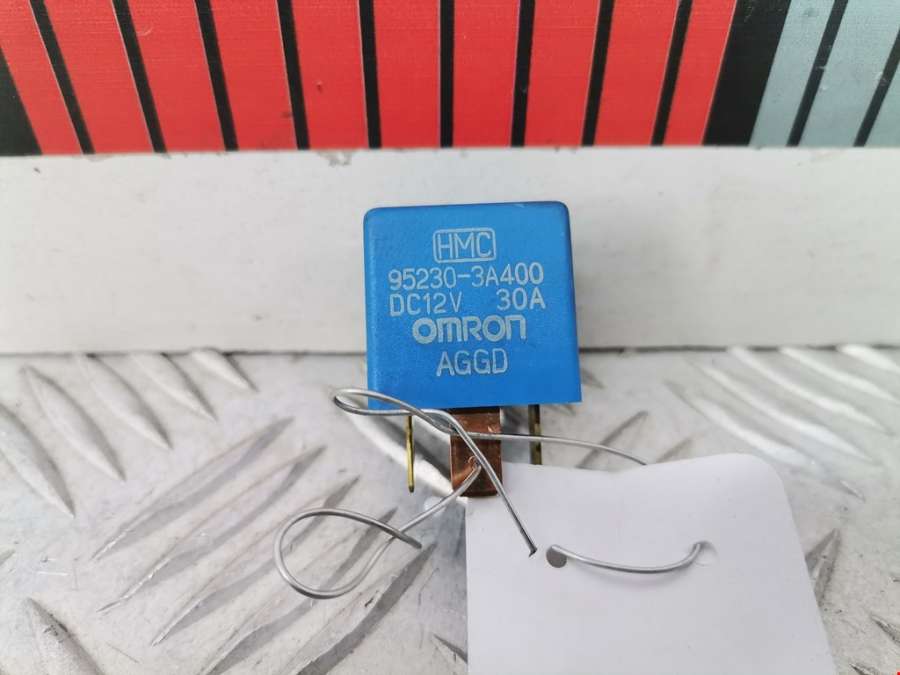 HMC
95230-3A400
DC12V 30A
OMRON
AGGD